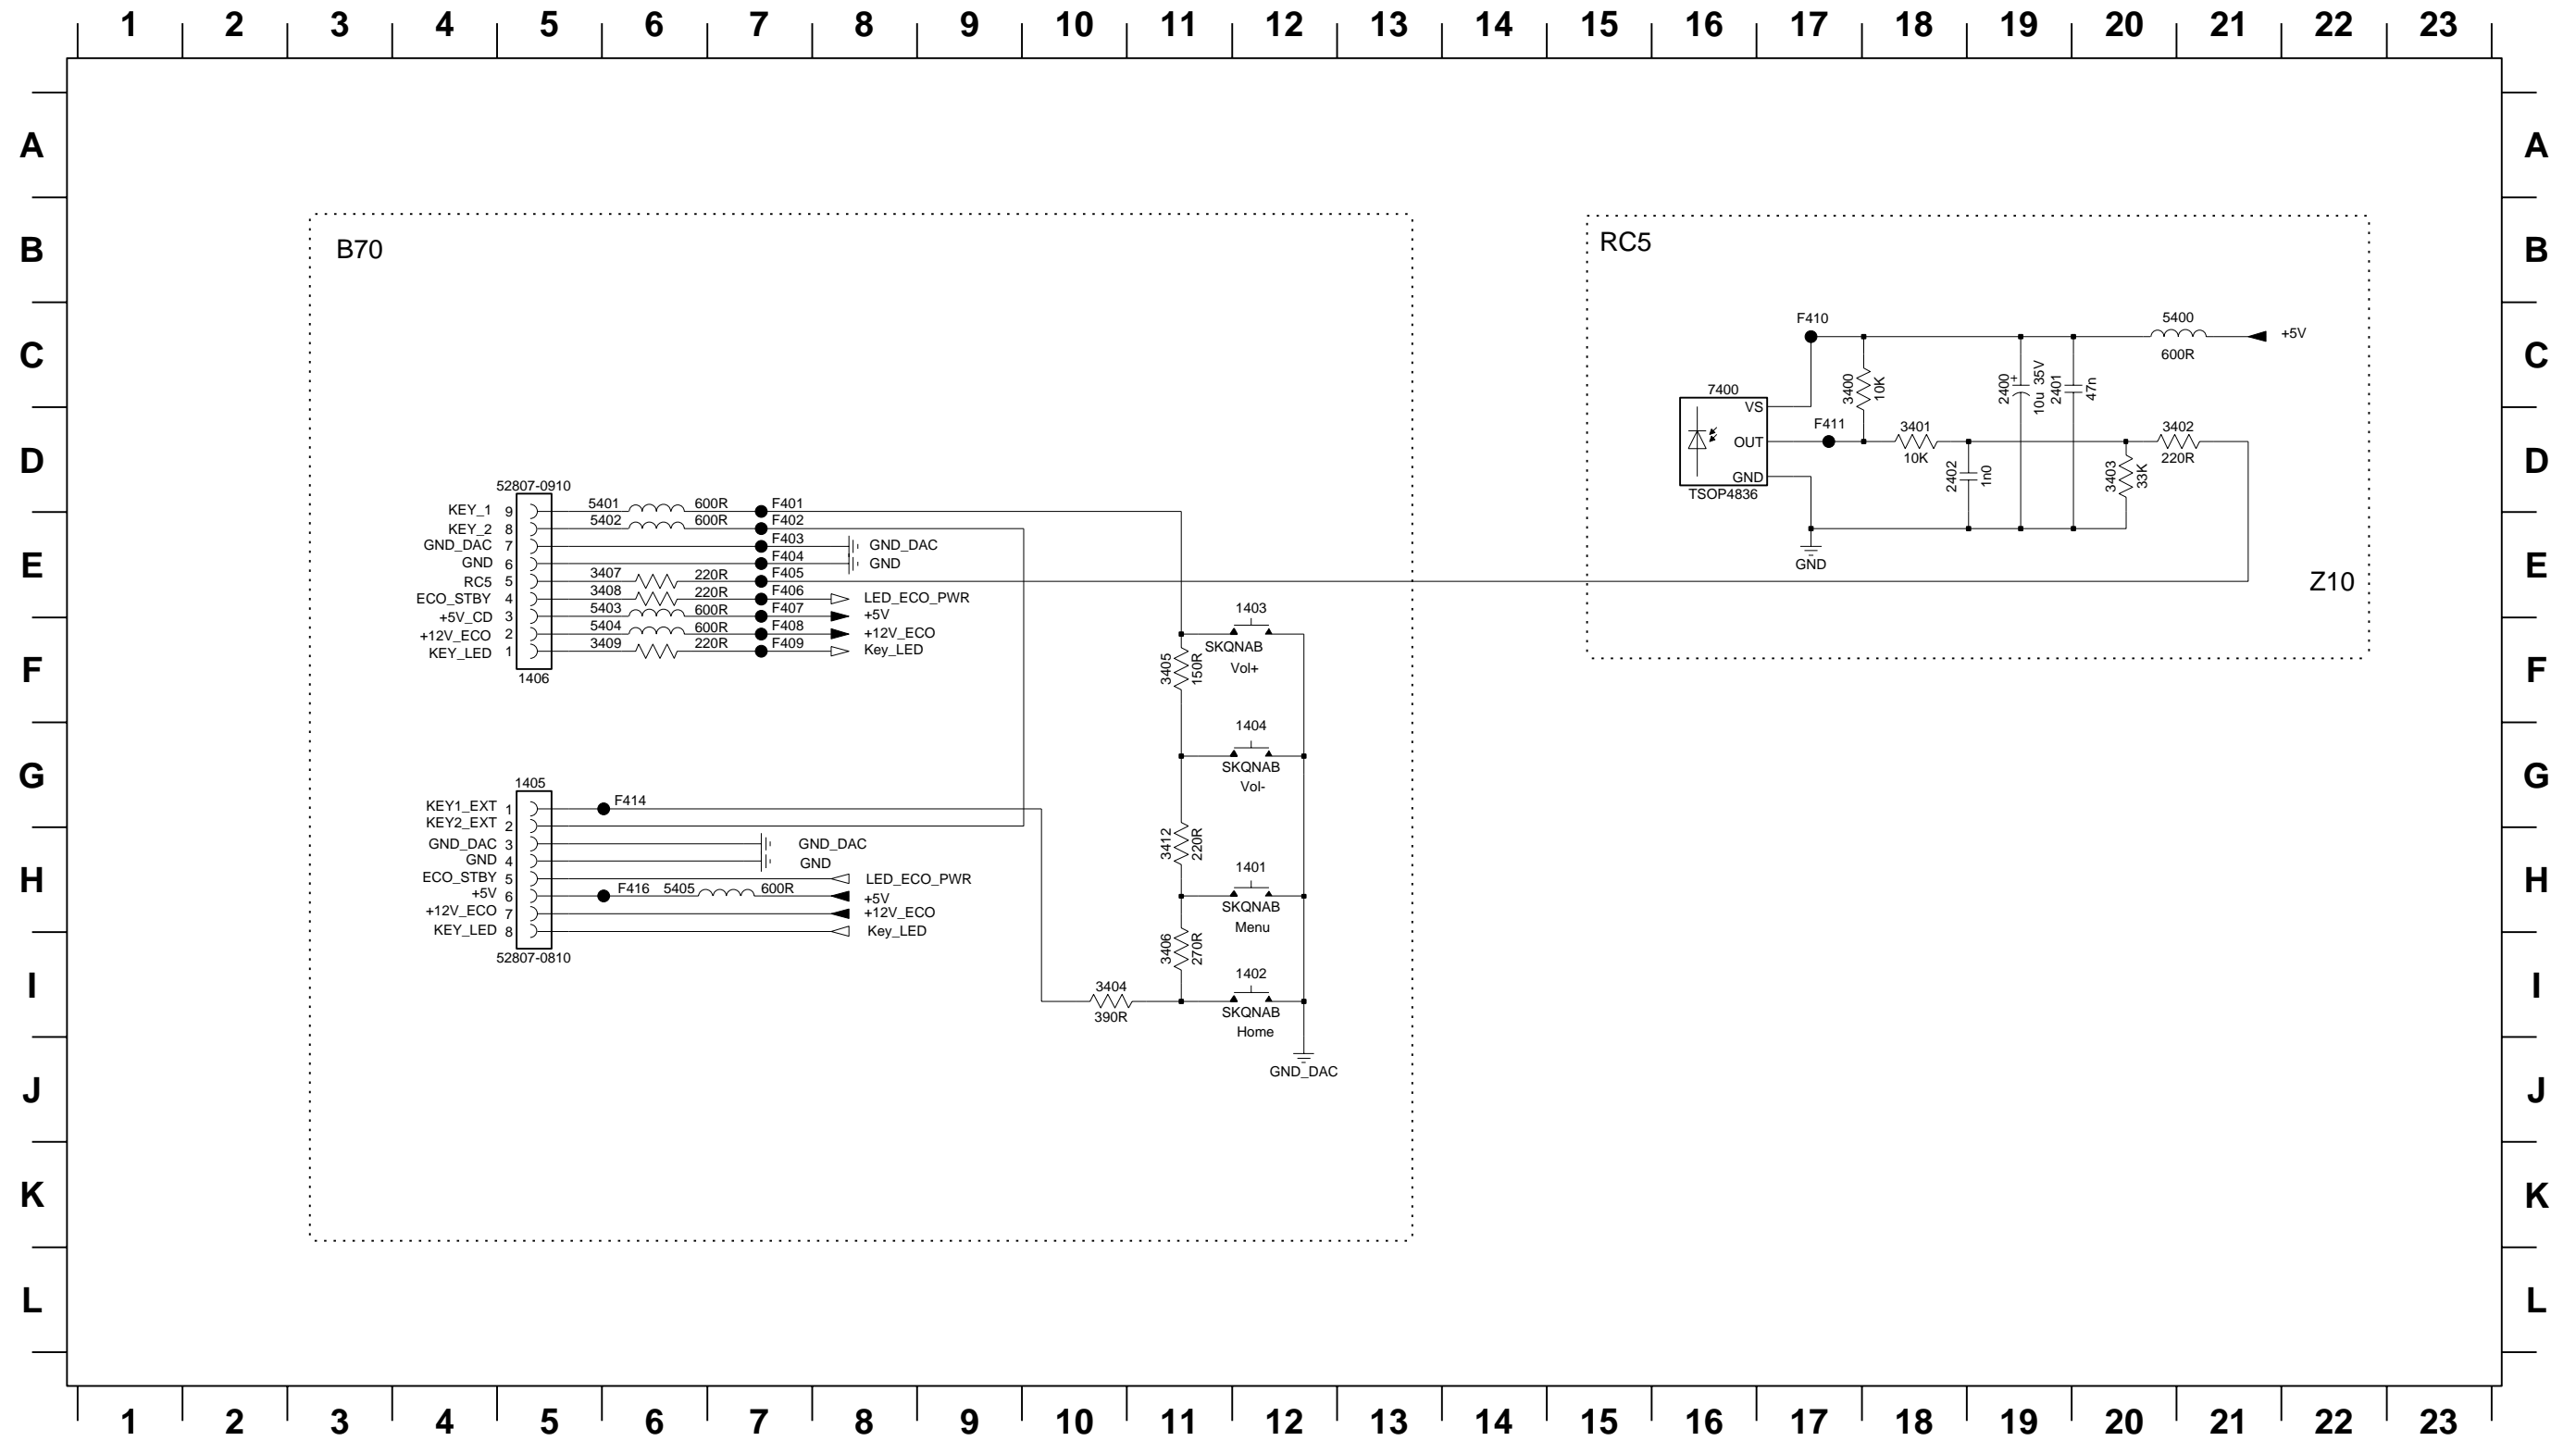 1 2 3 4 5 6 7 8 9 10 11 12 13 14 15 16 17 18 19 20 21 22 23
A A
B B
C C
D D
E E
F F
G G
H H
I I
J J
K K
L L
B70
52807-0910
KEY_1 9 5401 600R F401
KEY_2 8 5402 600R F402
GND_DAC 7 F403 GND_DAC
GND 6 F404 GND
RC5 5 3407 220R F405
ECO_STBY 4 3408 220R F406 LED_ECO_PWR
+5V_CD 3 5403 600R F407 +5V
+12V_ECO 2 5404 600R F408 +12V_ECO
KEY_LED 1 3409 220R F409 Key_LED
1406
1405
KEY1_EXT 1 F414
KEY2_EXT 2
GND_DAC 3 GND_DAC
GND 4 GND
ECO_STBY 5 LED_ECO_PWR
+5V 6 F416 5405 600R +5V
+12V_ECO 7 +12V_ECO
KEY_LED 8 Key_LED
52807-0810
1403
SKQNAB
Vol+
3405
150R
1404
SKQNAB
Vol-
3412
220R
1401
SKQNAB
Menu
3406
270R
1402
SKQNAB
Home
3404
390R
GND_DAC
RC5
F410
5400
600R
+5V
7400
VS
OUT
GND
TSOP4836
F411
3400
10K
3401
10K
2402
1n0
2400
+
10u 35V
2401
47n
3403
33K
3402
220R
GND
Z10
1 2 3 4 5 6 7 8 9 10 11 12 13 14 15 16 17 18 19 20 21 22 23